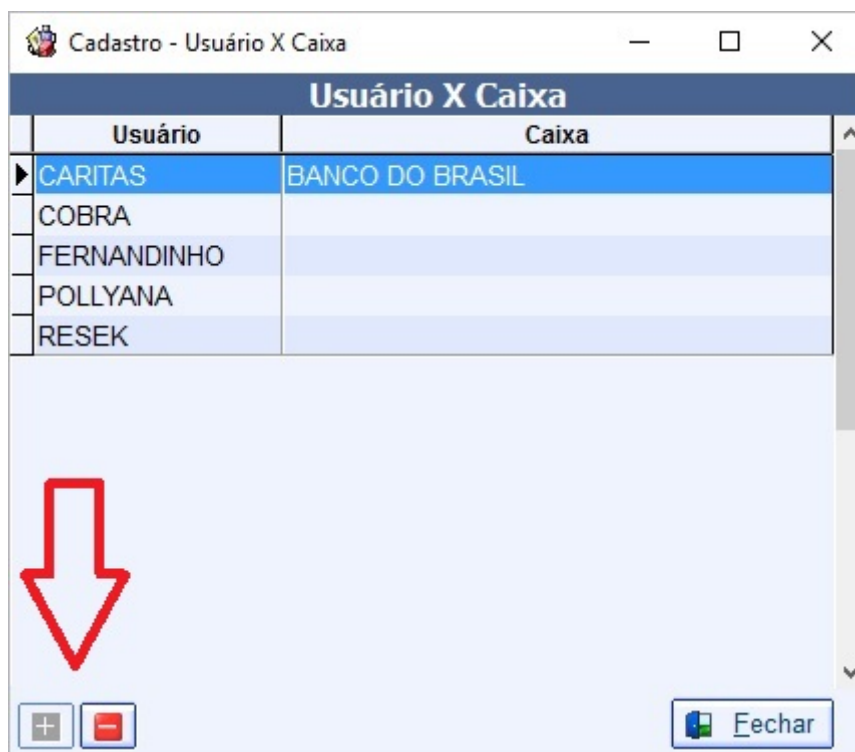 Cadastro - Usuário X Caixa
Usuário X Caixa
Usuário Caixa
CARITAS BANCO DO BRASIL
COBRA
FERNANDINHO
POLLYANA
RESEK
Fechar